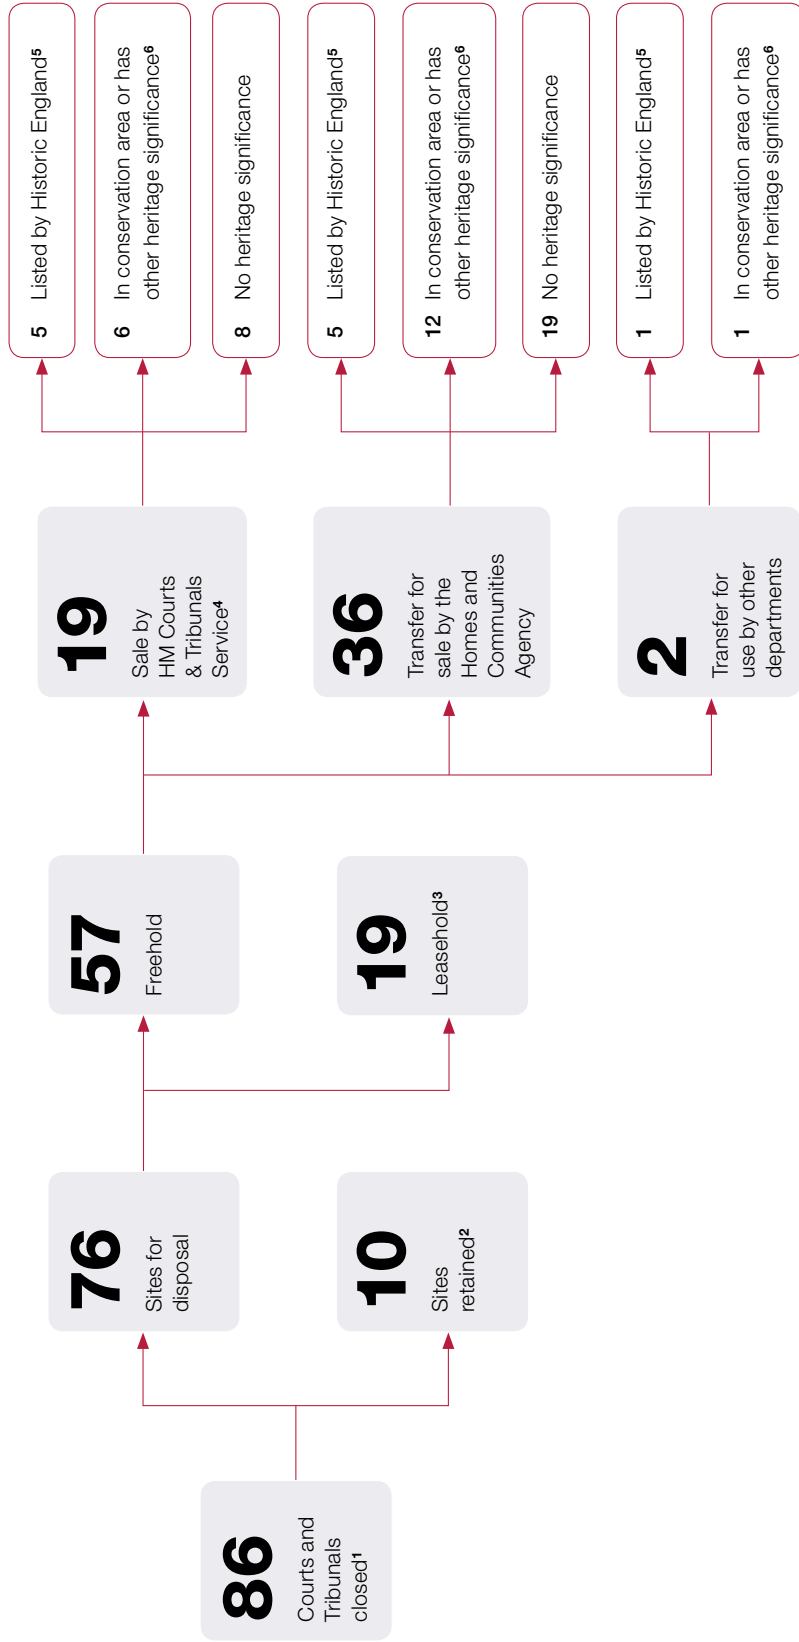 86
Courts and
Tribunals
closed¹
76
Sites for
disposal
10
Sites
retained²
57
Freehold
19
Leasehold³
19
Sale by
HM Courts
& Tribunals
Service⁴
36
Transfer for
sale by the
Homes and
Communities
Agency
2
Transfer for
use by other
departments
5 Listed by Historic England⁵
6 In conservation area or has
other heritage significance⁶
8 No heritage significance
5 Listed by Historic England⁵
12 In conservation area or has
other heritage significance⁶
19 No heritage significance
1 Listed by Historic England⁵
1 In conservation area or has
other heritage significance⁶